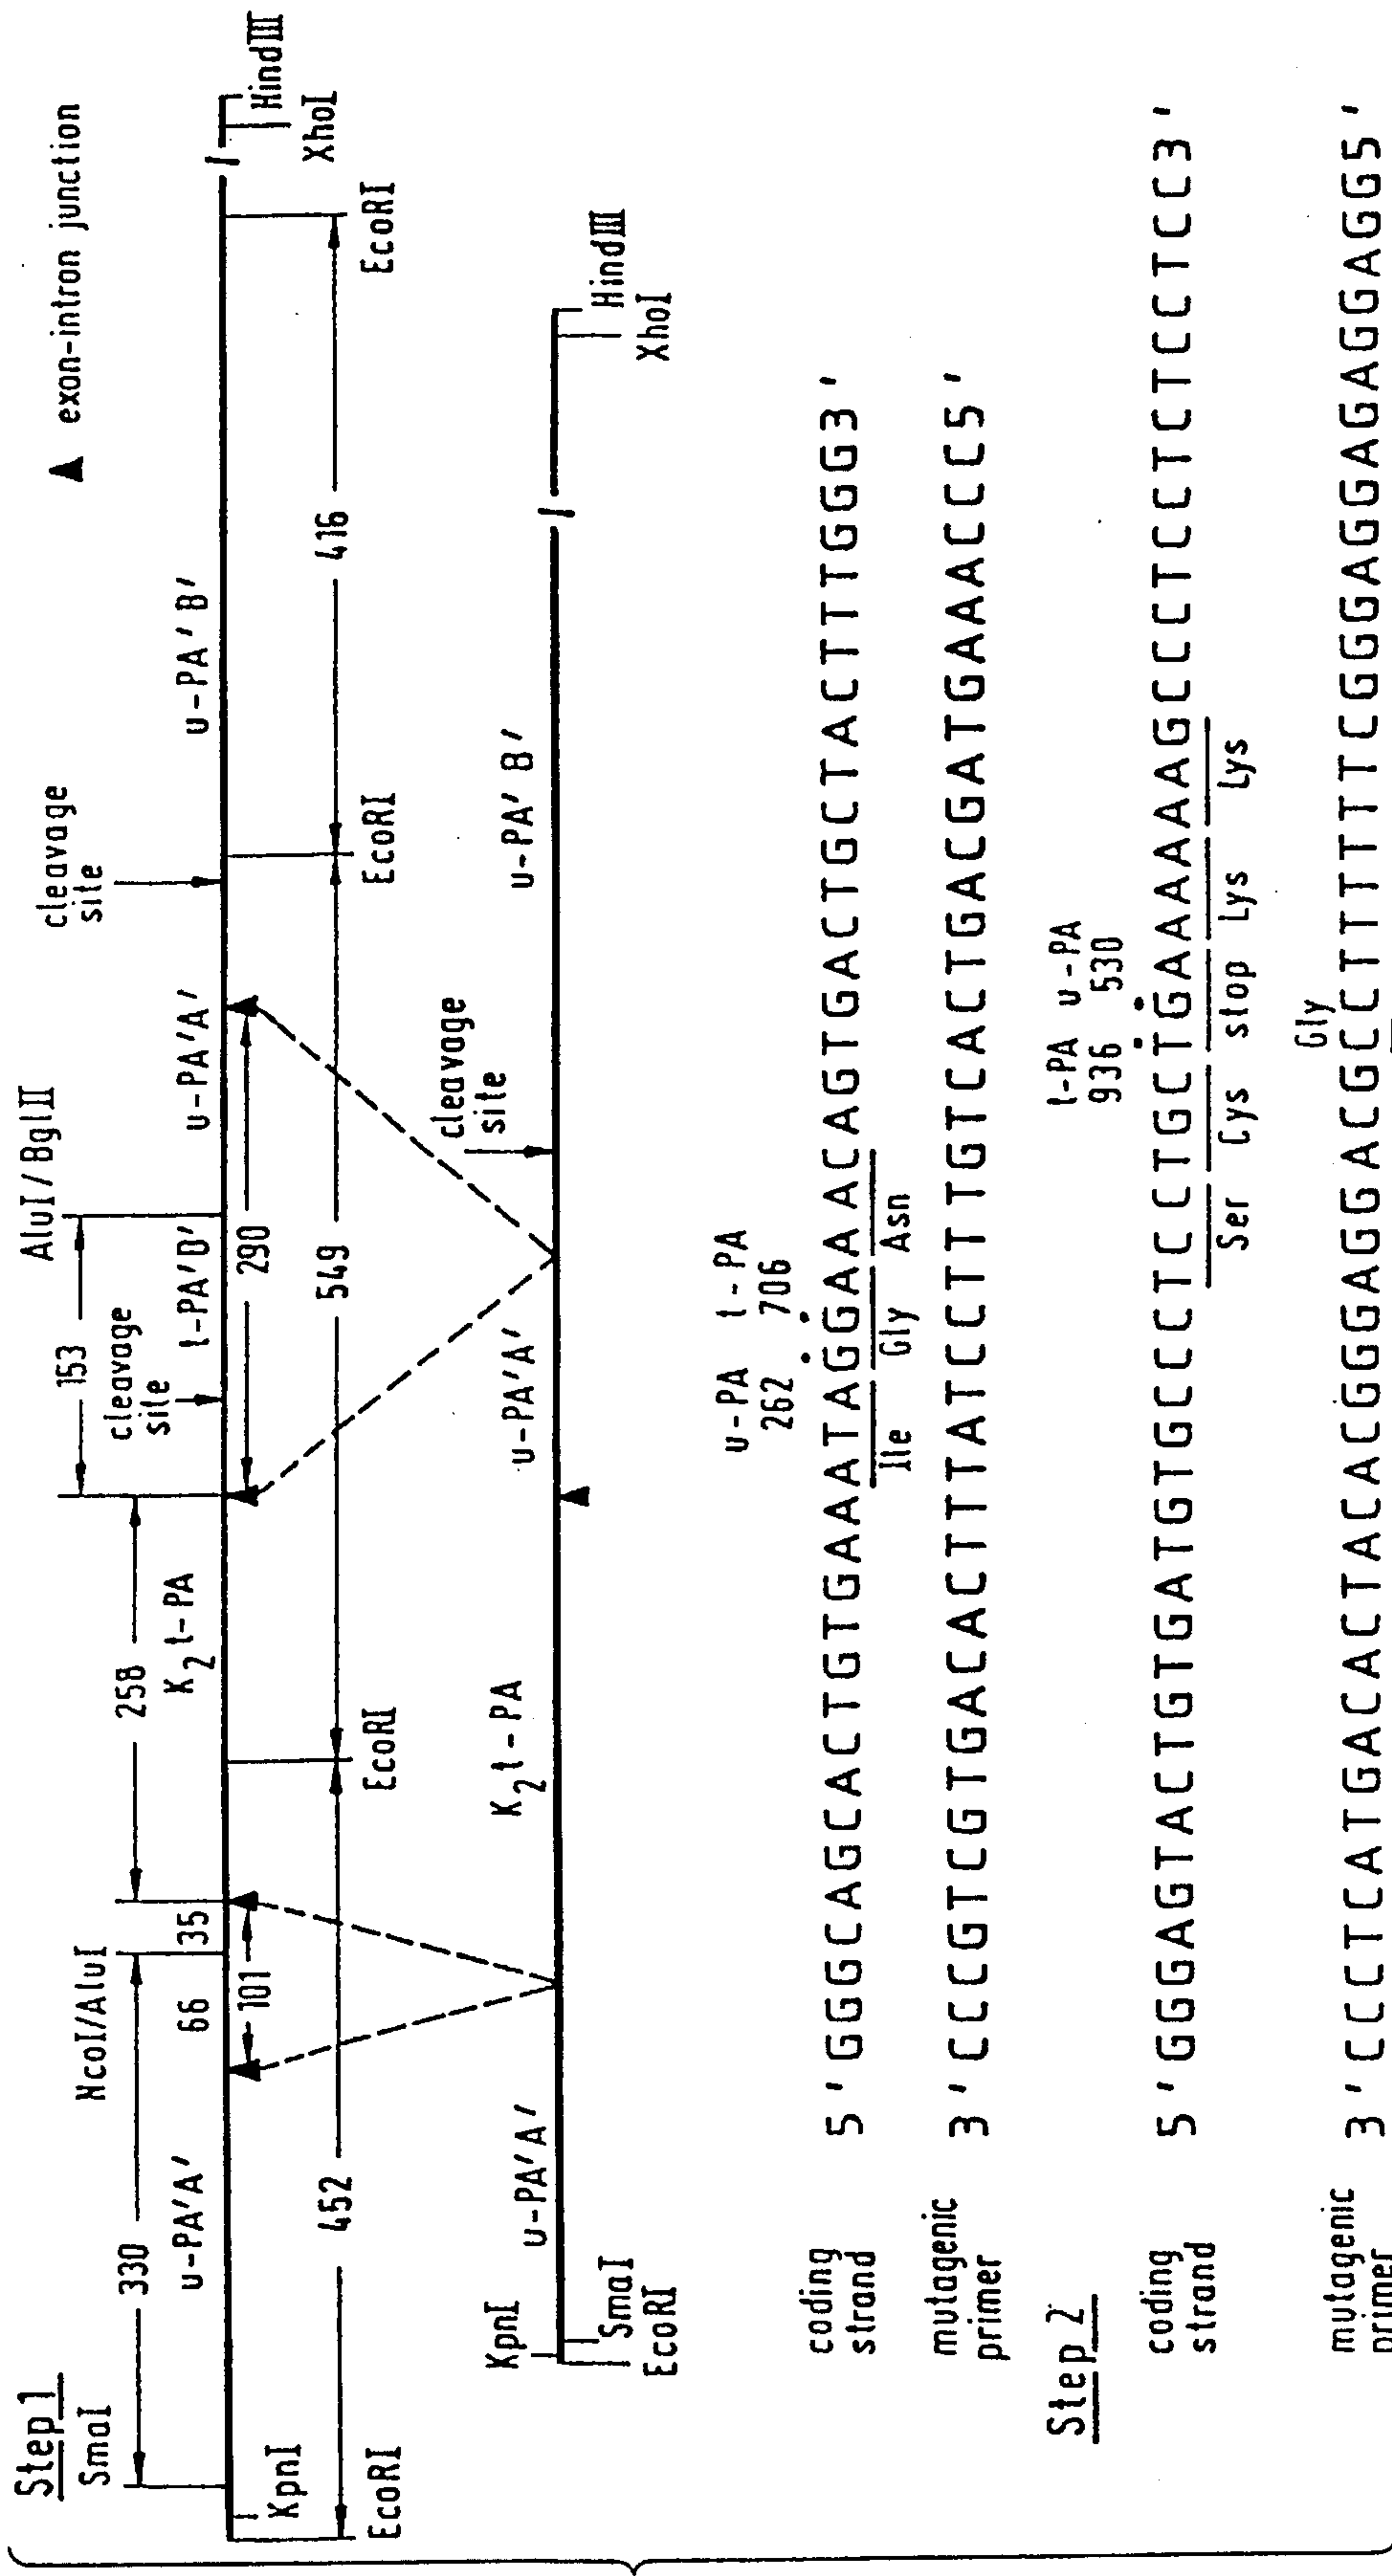 Step 1
SmaI
330
NcoI/AluI
258
153
AluI/BglII
cleavage
site
▲ exon-intron junction
u-PA'A'
66
35
K2t-PA
cleavage
site
t-PA'B'
u-PA'A'
u-PA'B'
KpnI
101
290
HindIII
XhoI
EcoRI
452
EcoRI
549
EcoRI
416
EcoRI
KpnI
u-PA'A'
K2t-PA
u-PA'A'
cleavage
site
u-PA'B'
SmaI
EcoRI
HindIII
XhoI
u-PA t-PA
262 706
coding
strand
5'GGGCAGCACTGTGAAATAGGAAACAGTGACTGCTACTTTGGG3'
Ile Gly Asn
mutagenic
primer
3'CCCGTCGTGACACTTTATCCTTTGTCACTGACGATGAAACCC5'
Step 2
t-PA u-PA
936 530
coding
strand
5'GGGAGTACTGTGATGTGCCCTCCTGCTGAAAAAGCCCTCCTCTCCTCC3'
Ser Cys stop Lys Lys
Gly
mutagenic
primer
3'CCCTCATGACACTACACGGGAGGACGCCTTTTTCGGGAGGAGAGGAGG5'